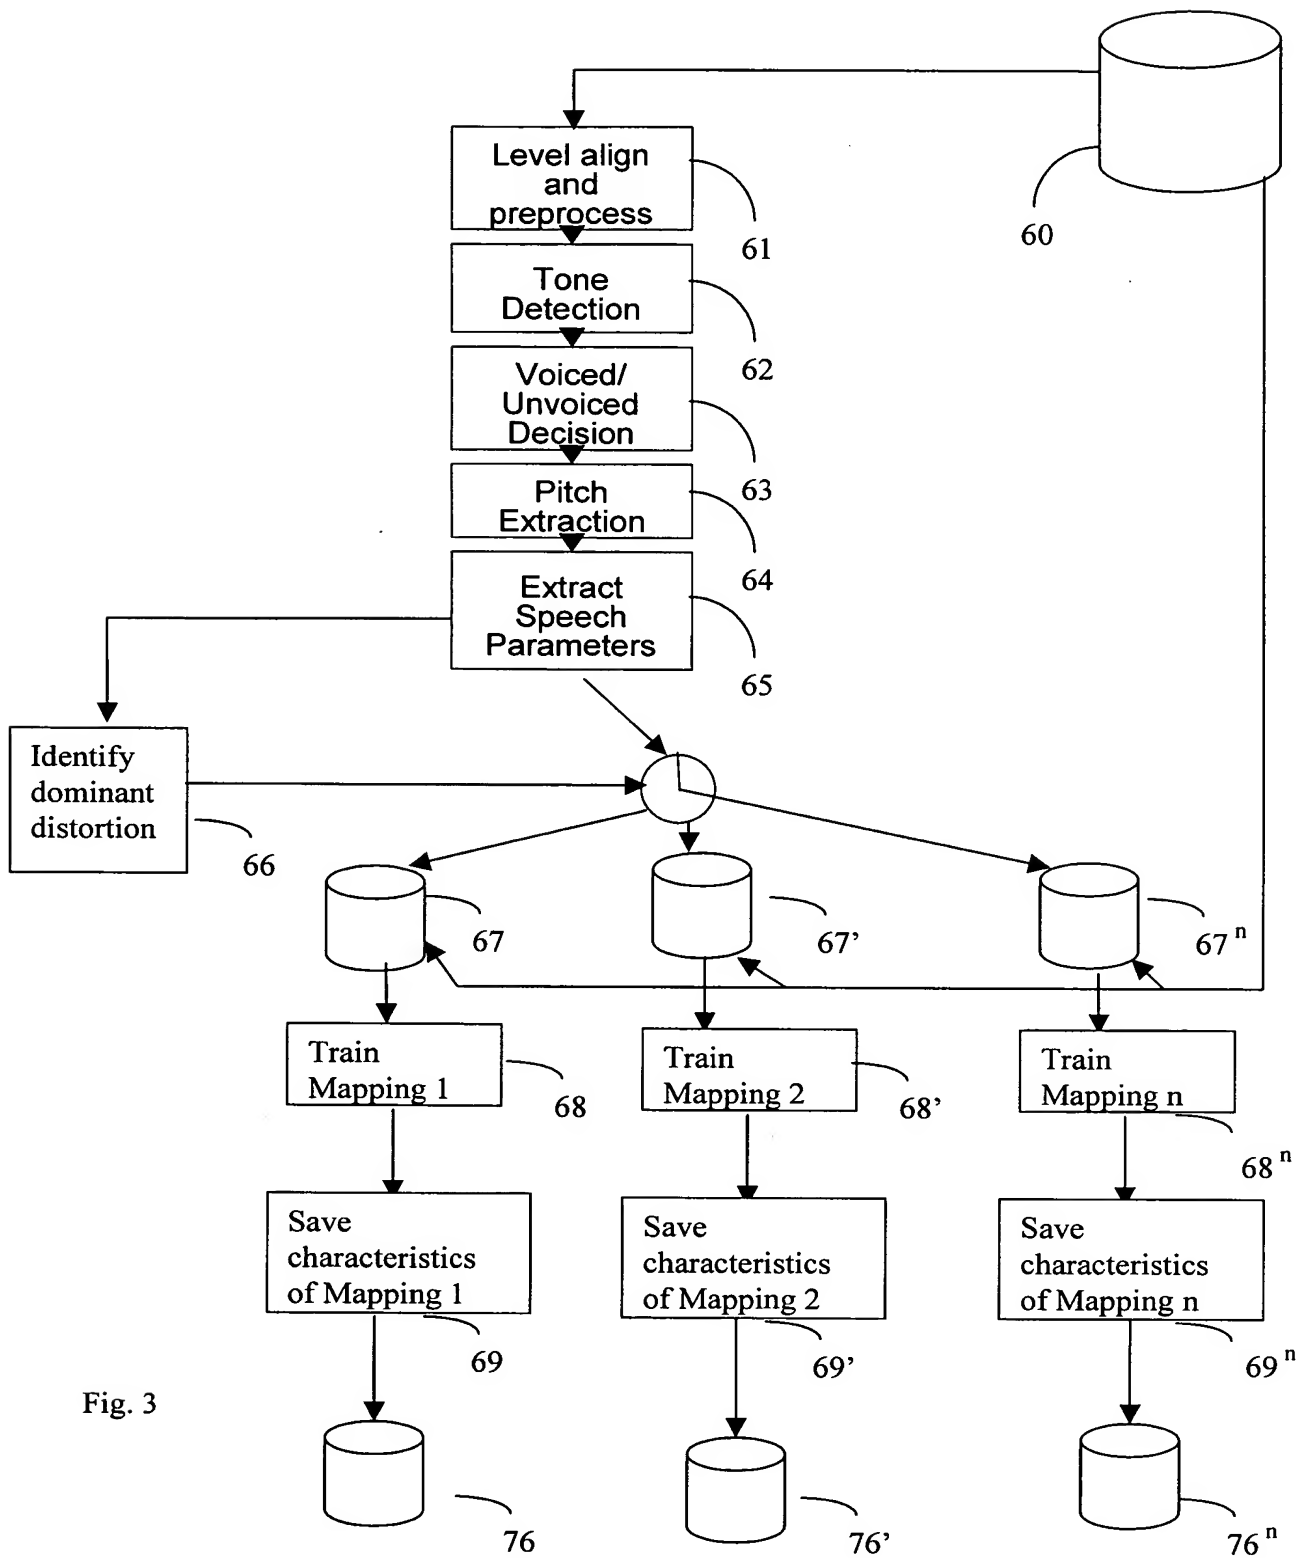 60
Level align
and
preprocess
61
Tone
Detection
62
Voiced/
Unvoiced
Decision
63
Pitch
Extraction
64
Extract
Speech
Parameters
65
Identify
dominant
distortion
66
67
67’
67 n
Train
Mapping 1
68
Train
Mapping 2
68’
Train
Mapping n
68 n
Save
characteristics
of Mapping 1
69
Save
characteristics
of Mapping 2
69’
Save
characteristics
of Mapping n
69 n
Fig. 3
76
76’
76 n